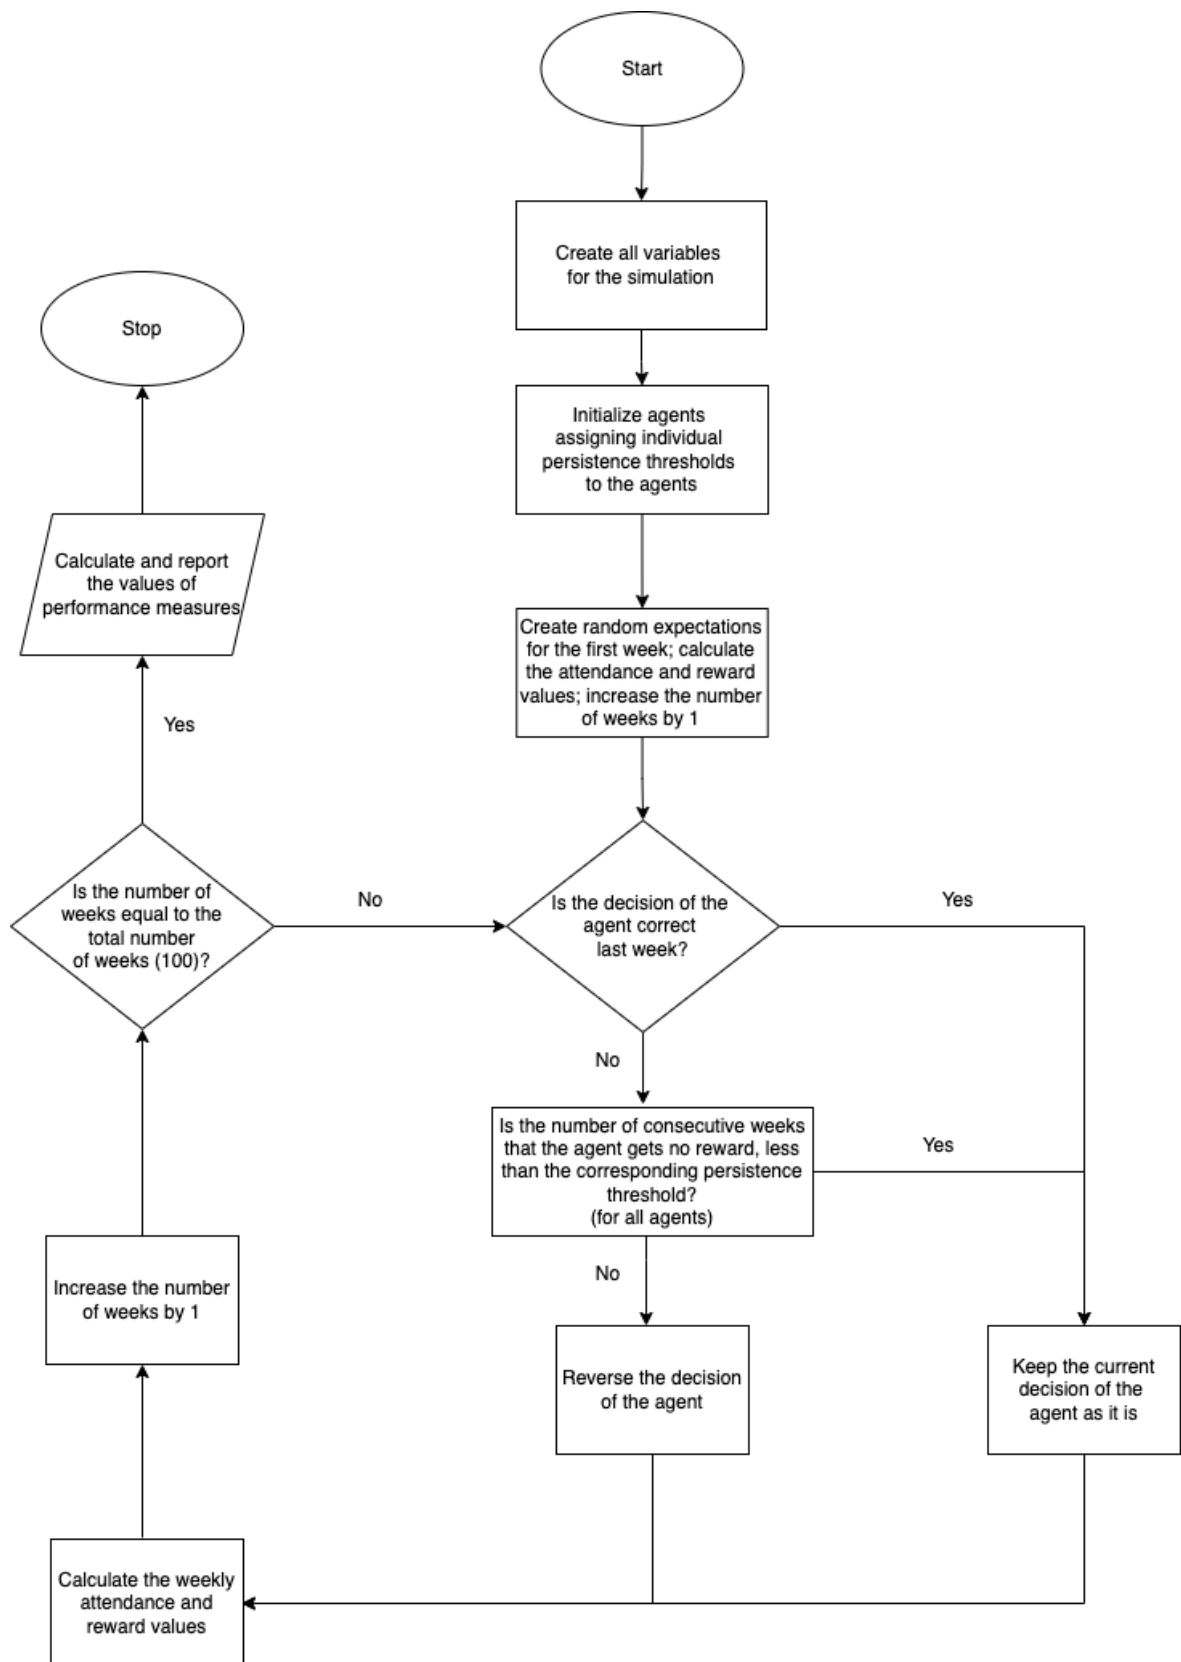 Start
Create all variables
for the simulation
Stop
Initialize agents
assigning individual
persistence thresholds
to the agents
Calculate and report
the values of
performance measures
Create random expectations
for the first week; calculate
the attendance and reward
values; increase the number
of weeks by 1
Yes
Is the number of
weeks equal to the
total number
of weeks (100)?
No
Is the decision of the
agent correct
last week?
Yes
No
Is the number of consecutive weeks
that the agent gets no reward, less
than the corresponding persistence
threshold?
(for all agents)
Yes
No
Increase the number
of weeks by 1
Reverse the decision
of the agent
Keep the current
decision of the
agent as it is
Calculate the weekly
attendance and
reward values